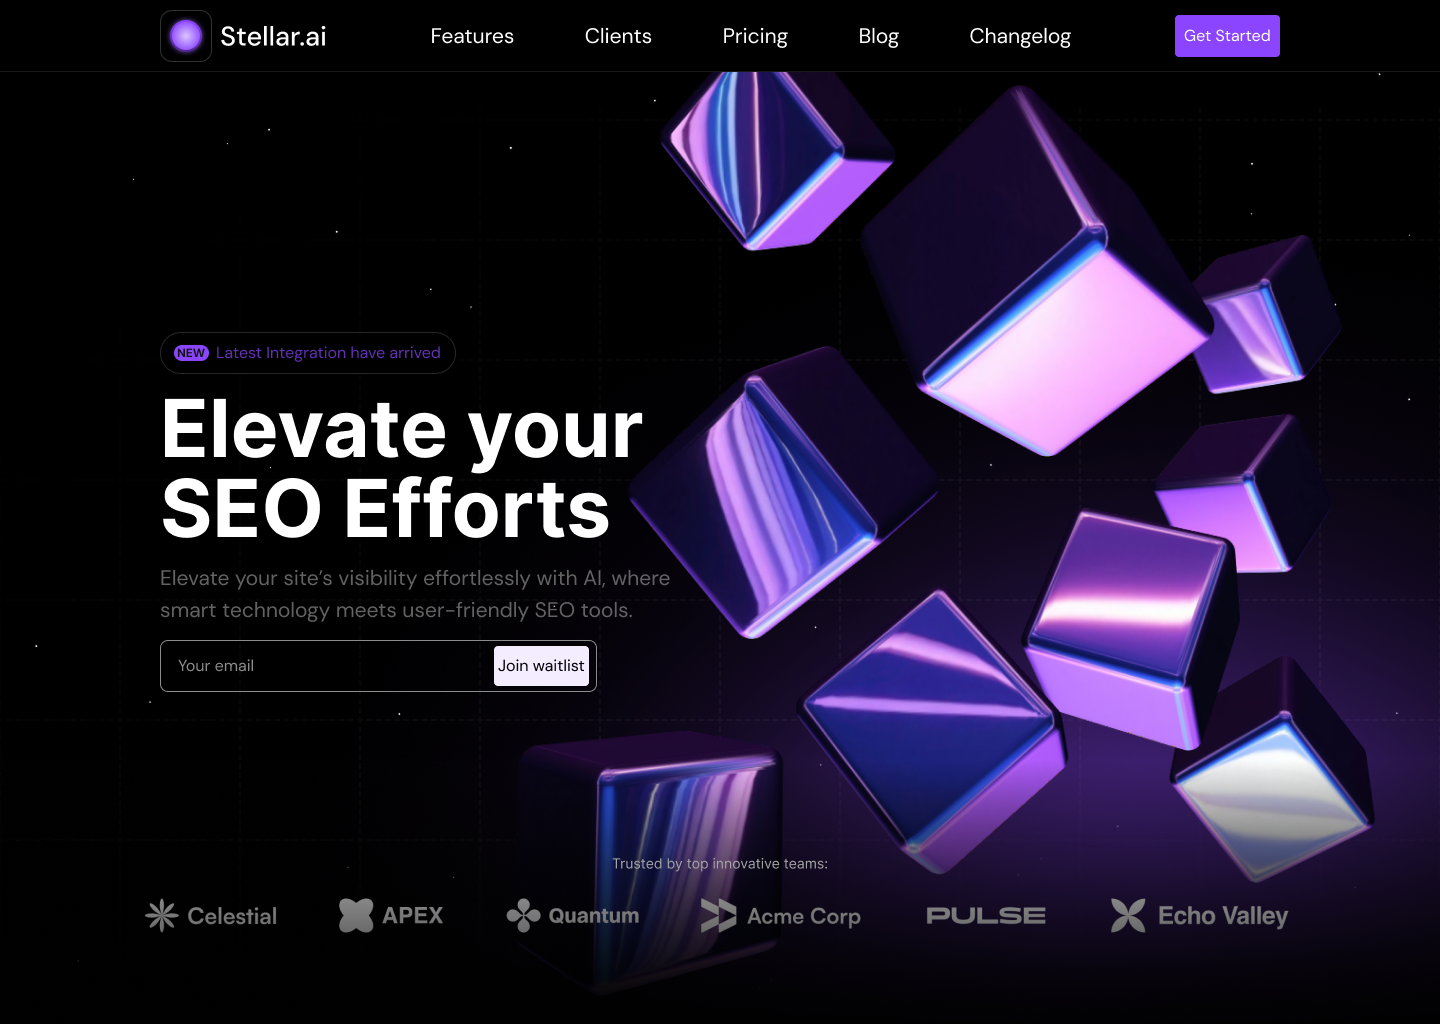 Stellar.ai
Features
Clients
Pricing
Blog
Changelog
Get Started
NEW Latest Integration have arrived
Elevate your
SEO Efforts
Elevate your site’s visibility effortlessly with AI, where
smart technology meets user-friendly SEO tools.
Your email
Join waitlist
Trusted by top innovative teams:
Celestial
APEX
Quantum
Acme Corp
PULSE
Echo Valley